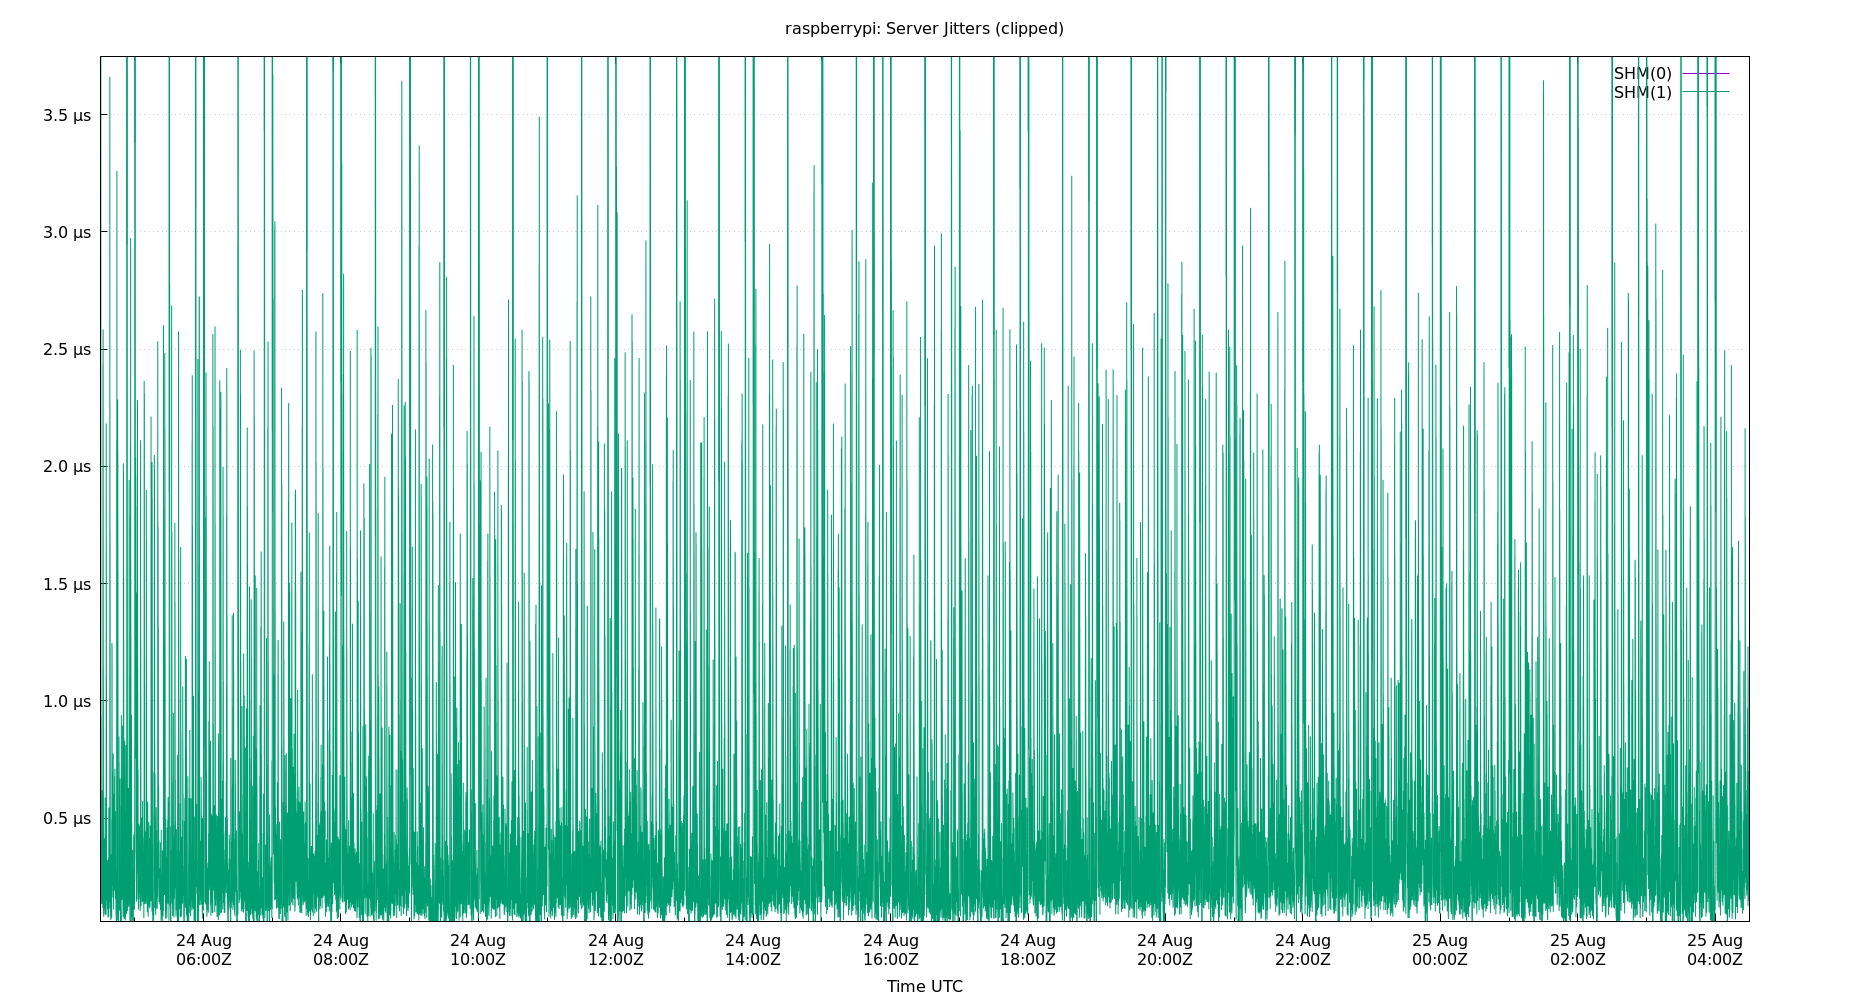 raspberrypi: Server Jitters (clipped)
SHM(0)
SHM(1)
3.5 μs
3.0 μs
2.5 μs
2.0 μs
1.5 μs
1.0 μs
0.5 μs
24 Aug 24 Aug 24 Aug 24 Aug 24 Aug 24 Aug 24 Aug 24 Aug 24 Aug 25 Aug 25 Aug 25 Aug
06:00Z 08:00Z 10:00Z 12:00Z 14:00Z 16:00Z 18:00Z 20:00Z 22:00Z 00:00Z 02:00Z 04:00Z
Time UTC